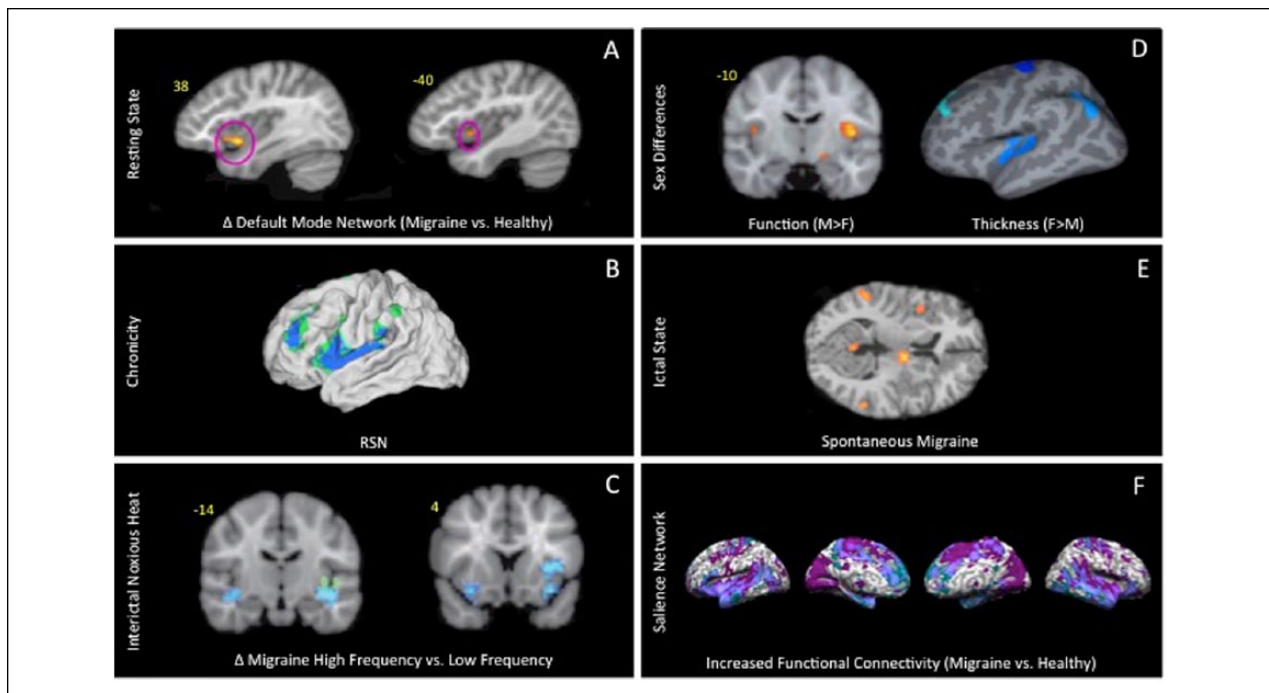 Resting State
A
38
-40
Δ Default Mode Network (Migraine vs. Healthy)
Chronicity
B
RSN
Interictal Noxious Heat
C
-14
4
Δ Migraine High Frequency vs. Low Frequency
Sex Differences
D
-10
Function (M>F)
Thickness (F>M)
Ictal State
E
Spontaneous Migraine
Salience Network
F
Increased Functional Connectivity (Migraine vs. Healthy)